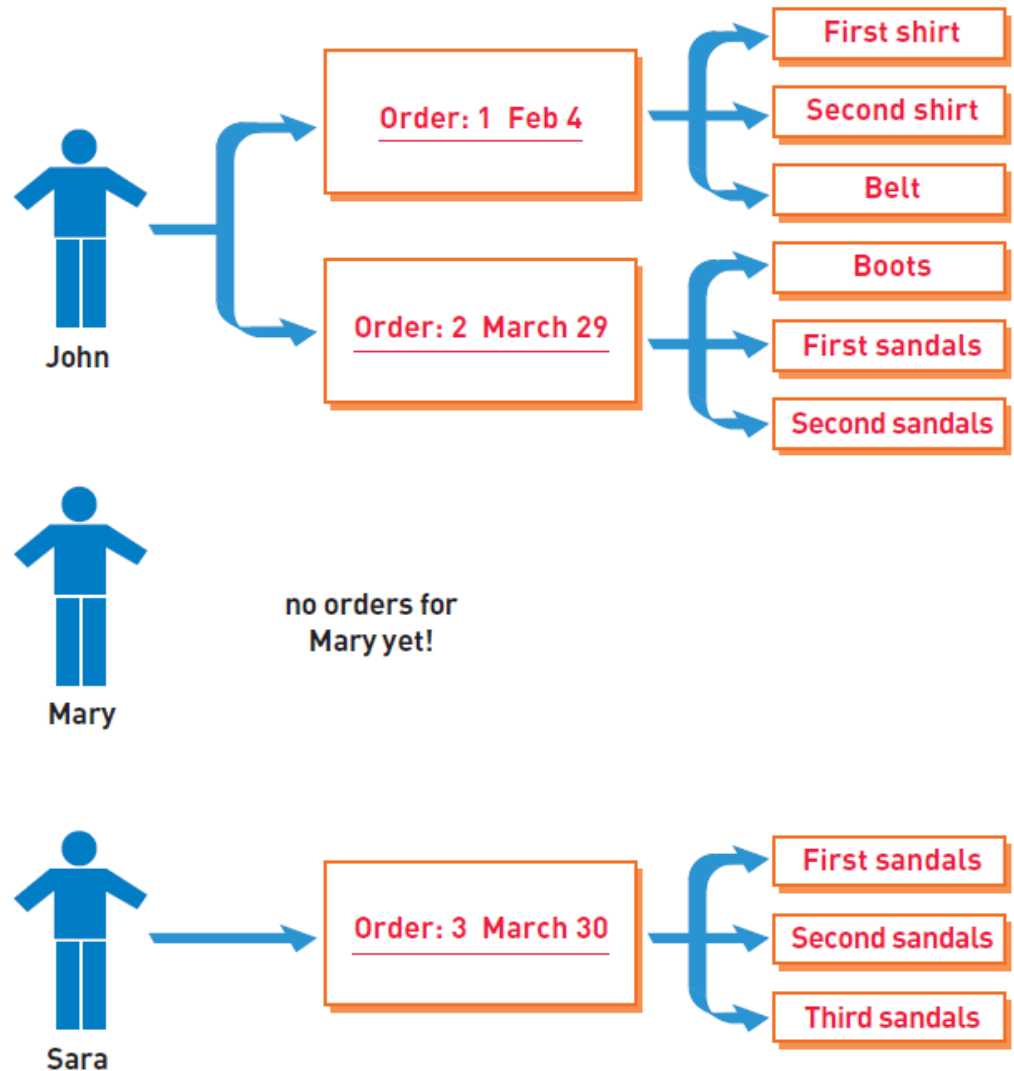 First shirt
Order: 1 Feb 4
Second shirt
Belt
John
Order: 2 March 29
Boots
First sandals
Second sandals
no orders for
Mary yet!
Mary
Order: 3 March 30
First sandals
Second sandals
Third sandals
Sara